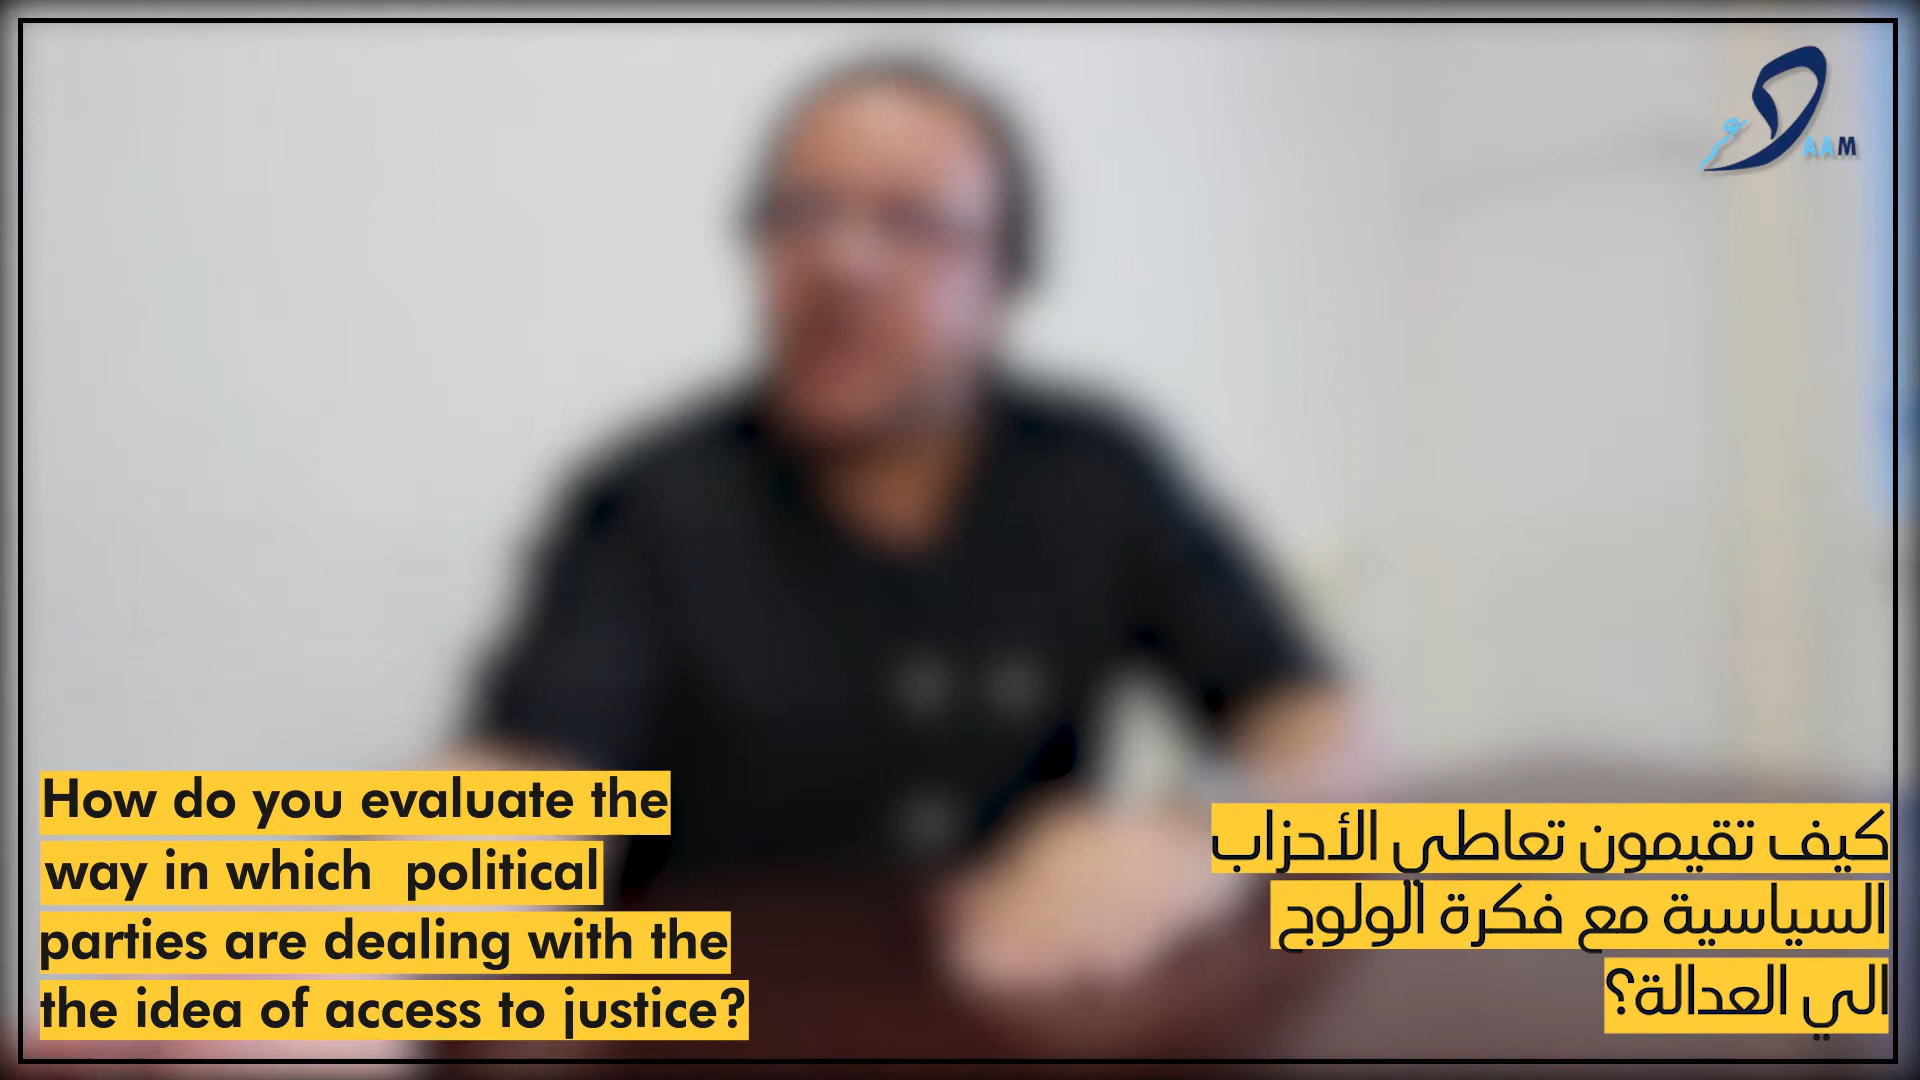 AAM
How do you evaluate the
way in which  political
parties are dealing with the
the idea of access to justice?
كيف تقيمون تعاطي الأحزاب
السياسية مع فكرة الولوج
الي العدالة؟